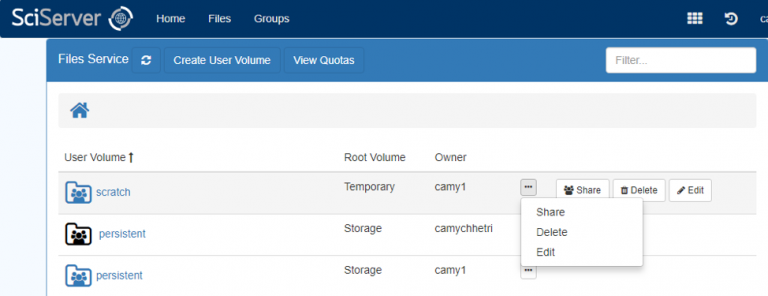 SciServer Home Files Groups ca
Files Service Create User Volume View Quotas Filter...
User Volume Root Volume Owner
scratch Temporary camy1 ... Share Delete Edit
Share
persistent Storage camychhetri Delete
Edit
persistent Storage camy1 ...